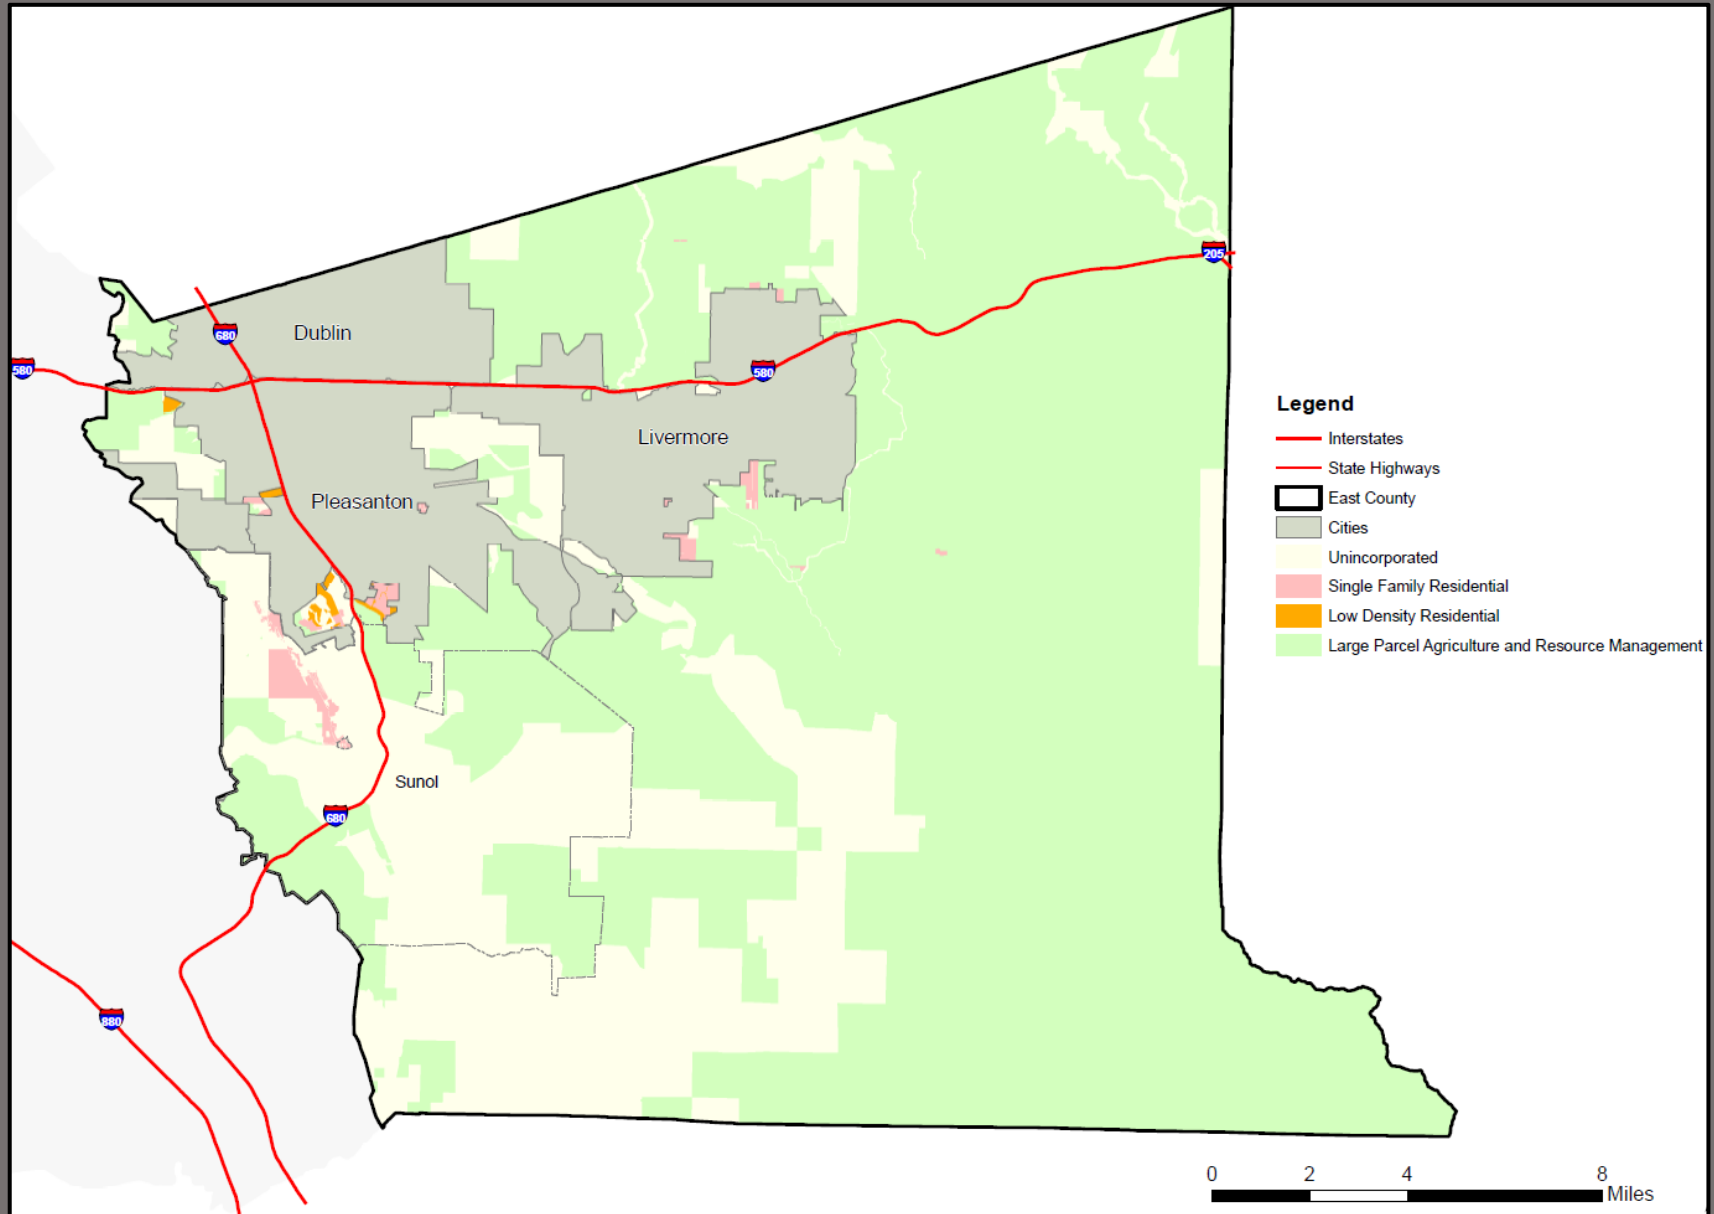 205
Dublin
680
580
580
Legend
Interstates
Livermore
State Highways
Pleasanton
East County
Cities
Unincorporated
Single Family Residential
Low Density Residential
Large Parcel Agriculture and Resource Management
Sunol
680
880
0 2 4 8
Miles